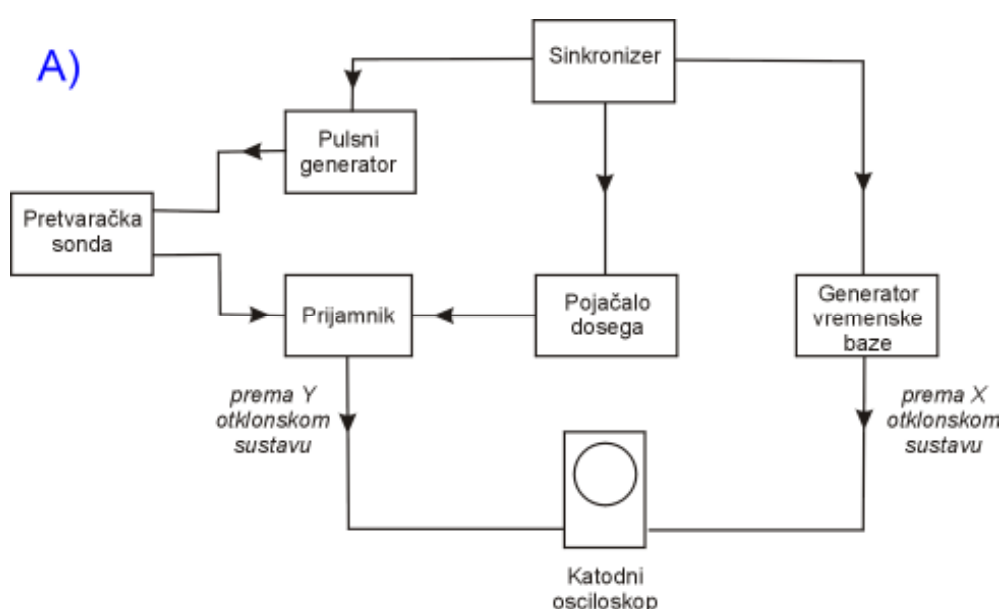 A)
Sinkronizer
Pulsni
generator
Pretvaračka
sonda
Prijamnik
Pojačalo
dosega
Generator
vremenske
baze
prema Y
otklonskom
sustavu
prema X
otklonskom
sustavu
Katodni
osciloskop